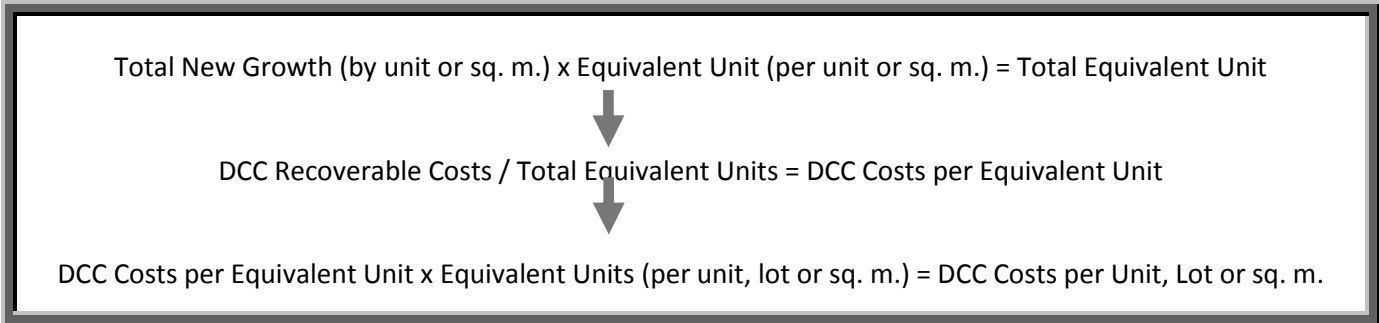 Total New Growth (by unit or sq. m.) x Equivalent Unit (per unit or sq. m.) = Total Equivalent Unit
DCC Recoverable Costs / Total Equivalent Units = DCC Costs per Equivalent Unit
DCC Costs per Equivalent Unit x Equivalent Units (per unit, lot or sq. m.) = DCC Costs per Unit, Lot or sq. m.